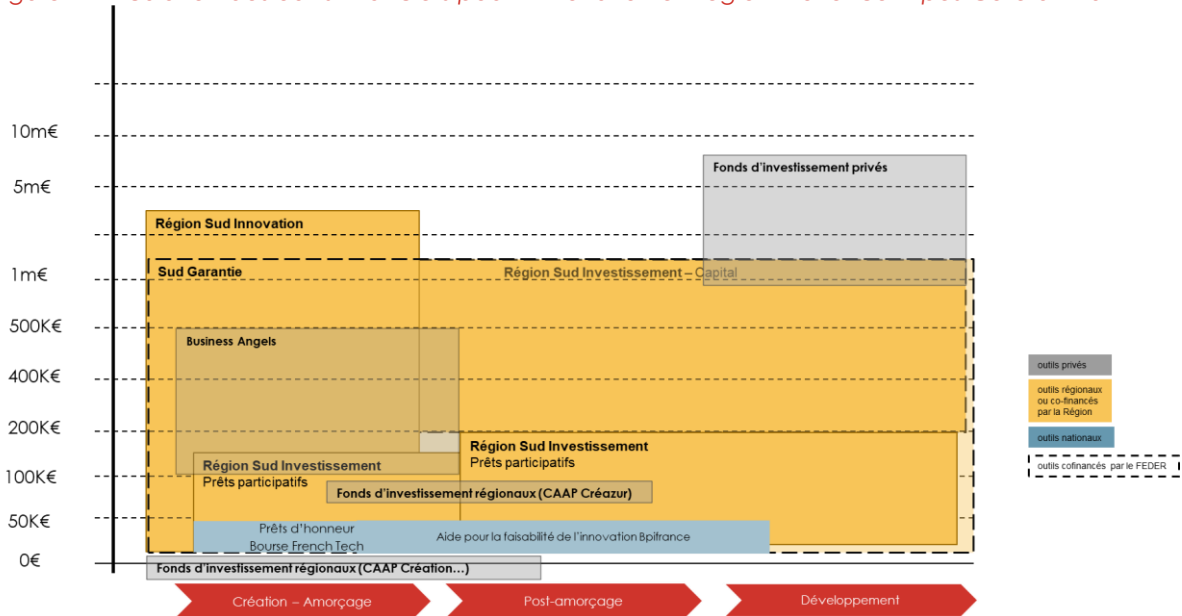 10m€
5m€
1m€
500K€
400K€
200K€
100K€
50K€
0€
Fonds d'investissement privés
Région Sud Innovation
Sud Garantie
Région Sud Investissement – Capital
Business Angels
Région Sud Investissement
Prêts participatifs
Région Sud Investissement
Prêts participatifs
Fonds d'investissement régionaux (CAAP Créazur)
Prêts d'honneur
Bourse French Tech
Aide pour la faisabilité de l'innovation Bpifrance
Fonds d'investissement régionaux (CAAP Création…)
Création – Amorçage
Post-amorçage
Développement
outils privés
outils régionaux
ou co-financés
par la Région
outils nationaux
outils cofinancés par le FEDER